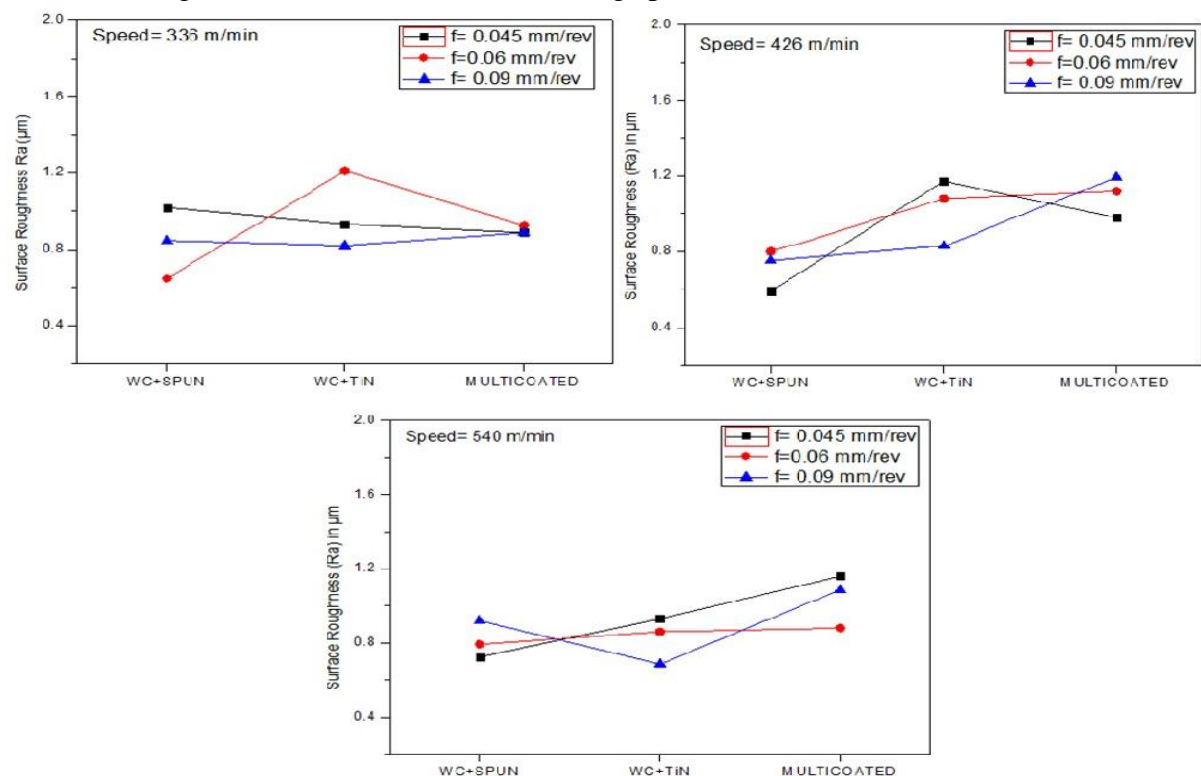 Speed= 336 m/min
f= 0.045 mm/rev
f=0.06 mm/rev
f= 0.09 mm/rev
Surface Roughness Ra (µm)
2.0
1.6
1.2
0.8
0.4
WC+SPUN
WC+TiN
MULTICOATED
Speed= 426 m/min
f= 0.045 mm/rev
f=0.06 mm/rev
f= 0.09 mm/rev
Surface Roughness (Ra) in µm
2.0
1.6
1.2
0.8
0.4
WC+SPUN
WC+TiN
MULTICOATED
Speed= 540 m/min
f= 0.045 mm/rev
f=0.06 mm/rev
f= 0.09 mm/rev
Surface Roughness (Ra) in µm
2.0
1.6
1.2
0.8
0.4
WC+SPUN
WC+TiN
MULTICOATED